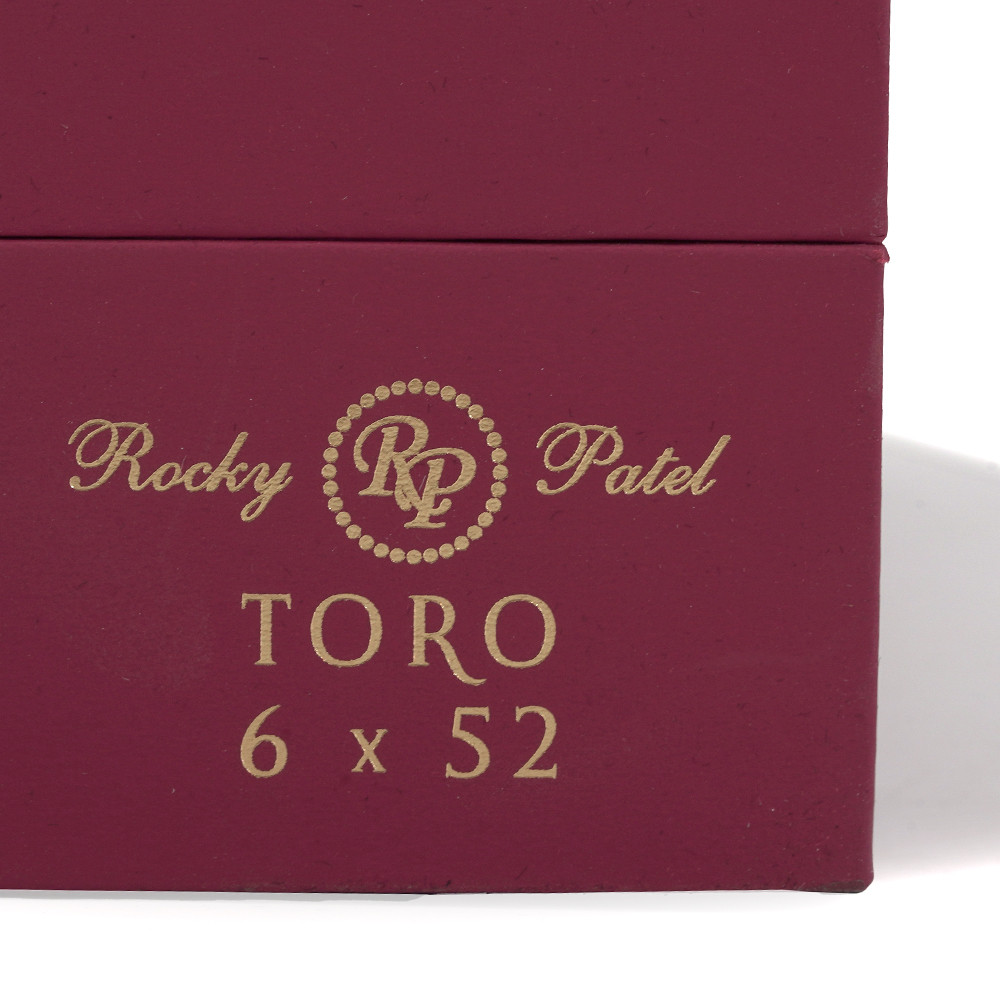 Rocky RP Patel
TORO
6 x 52